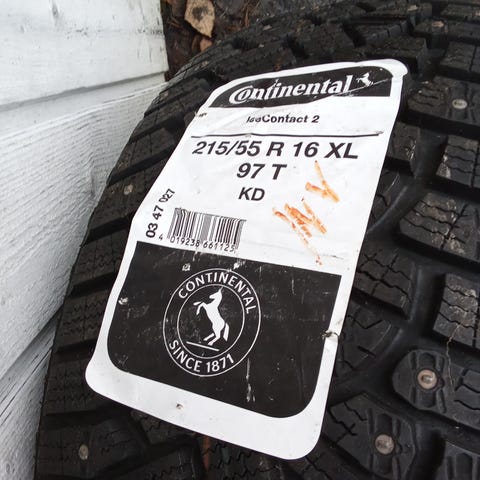 Continental
IceContact 2
215/55 R 16 XL
97 T
KD
03 47 027
4 019238 661125
CONTINENTAL
SINCE 1871